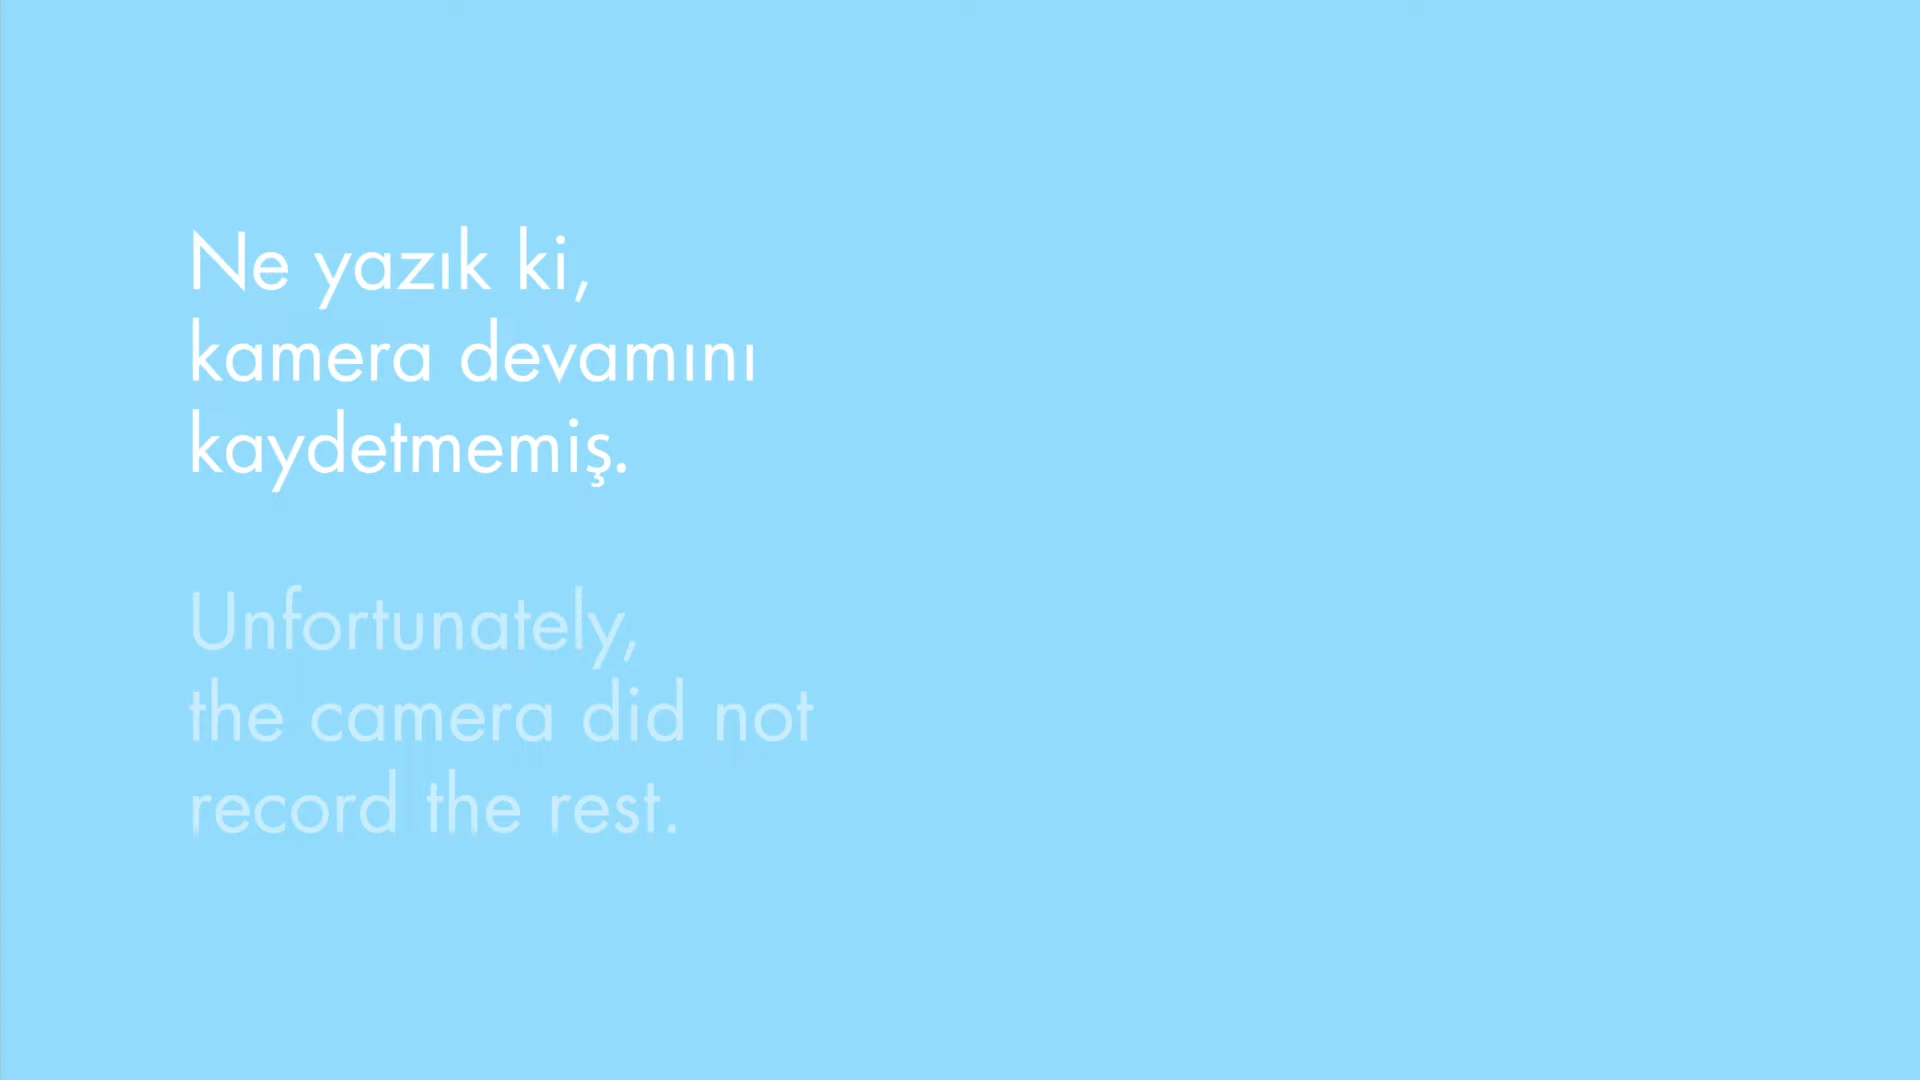 Ne yazık ki,
kamera devamını
kaydetmemiş.
Unfortunately,
the camera did not
record the rest.